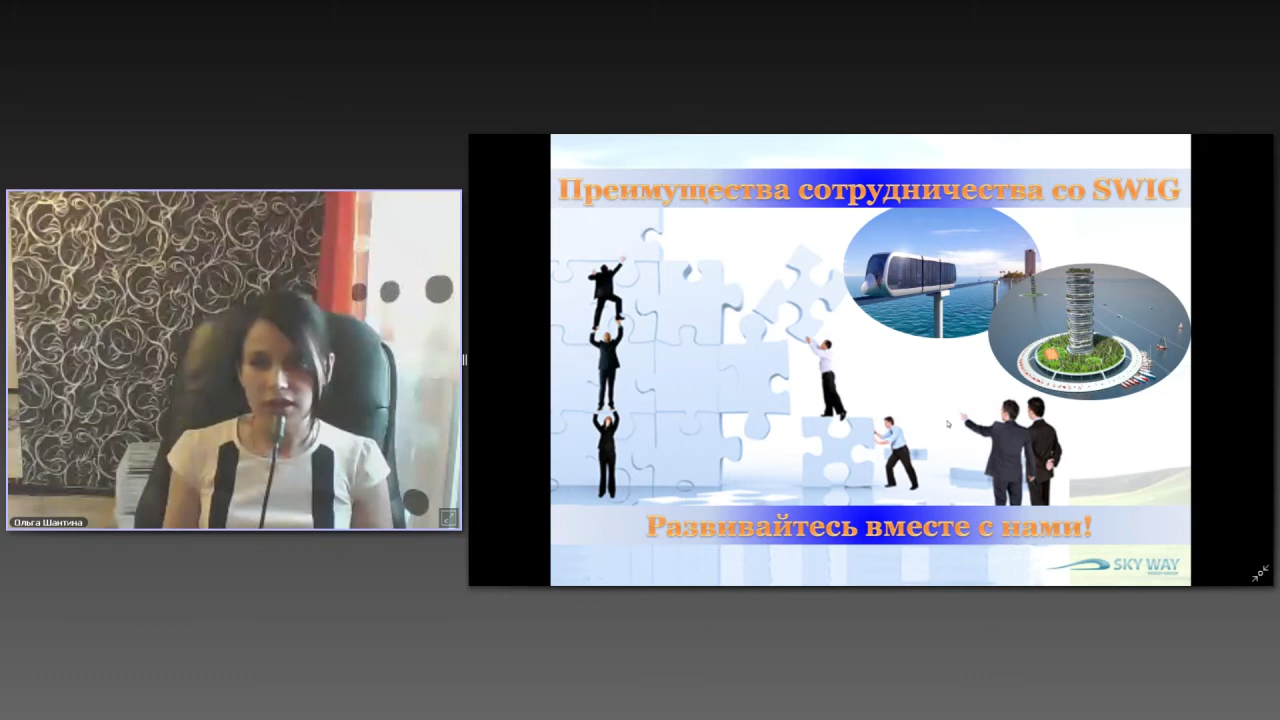 Преимущества сотрудничества со SWIG
Развивайтесь вместе с нами!
SKY WAY
Ольга Шантина